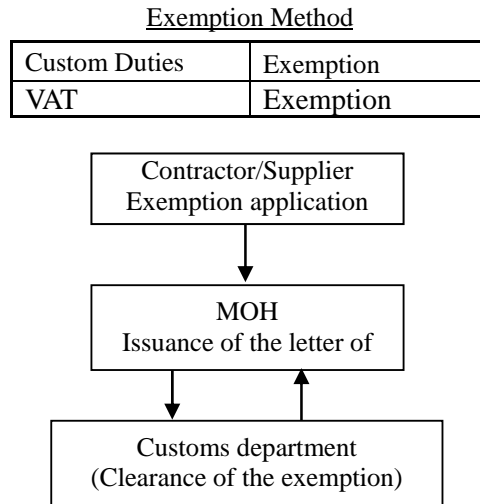 Exemption Method
Custom Duties Exemption
VAT Exemption
Contractor/Supplier
Exemption application
MOH
Issuance of the letter of
Customs department
(Clearance of the exemption)